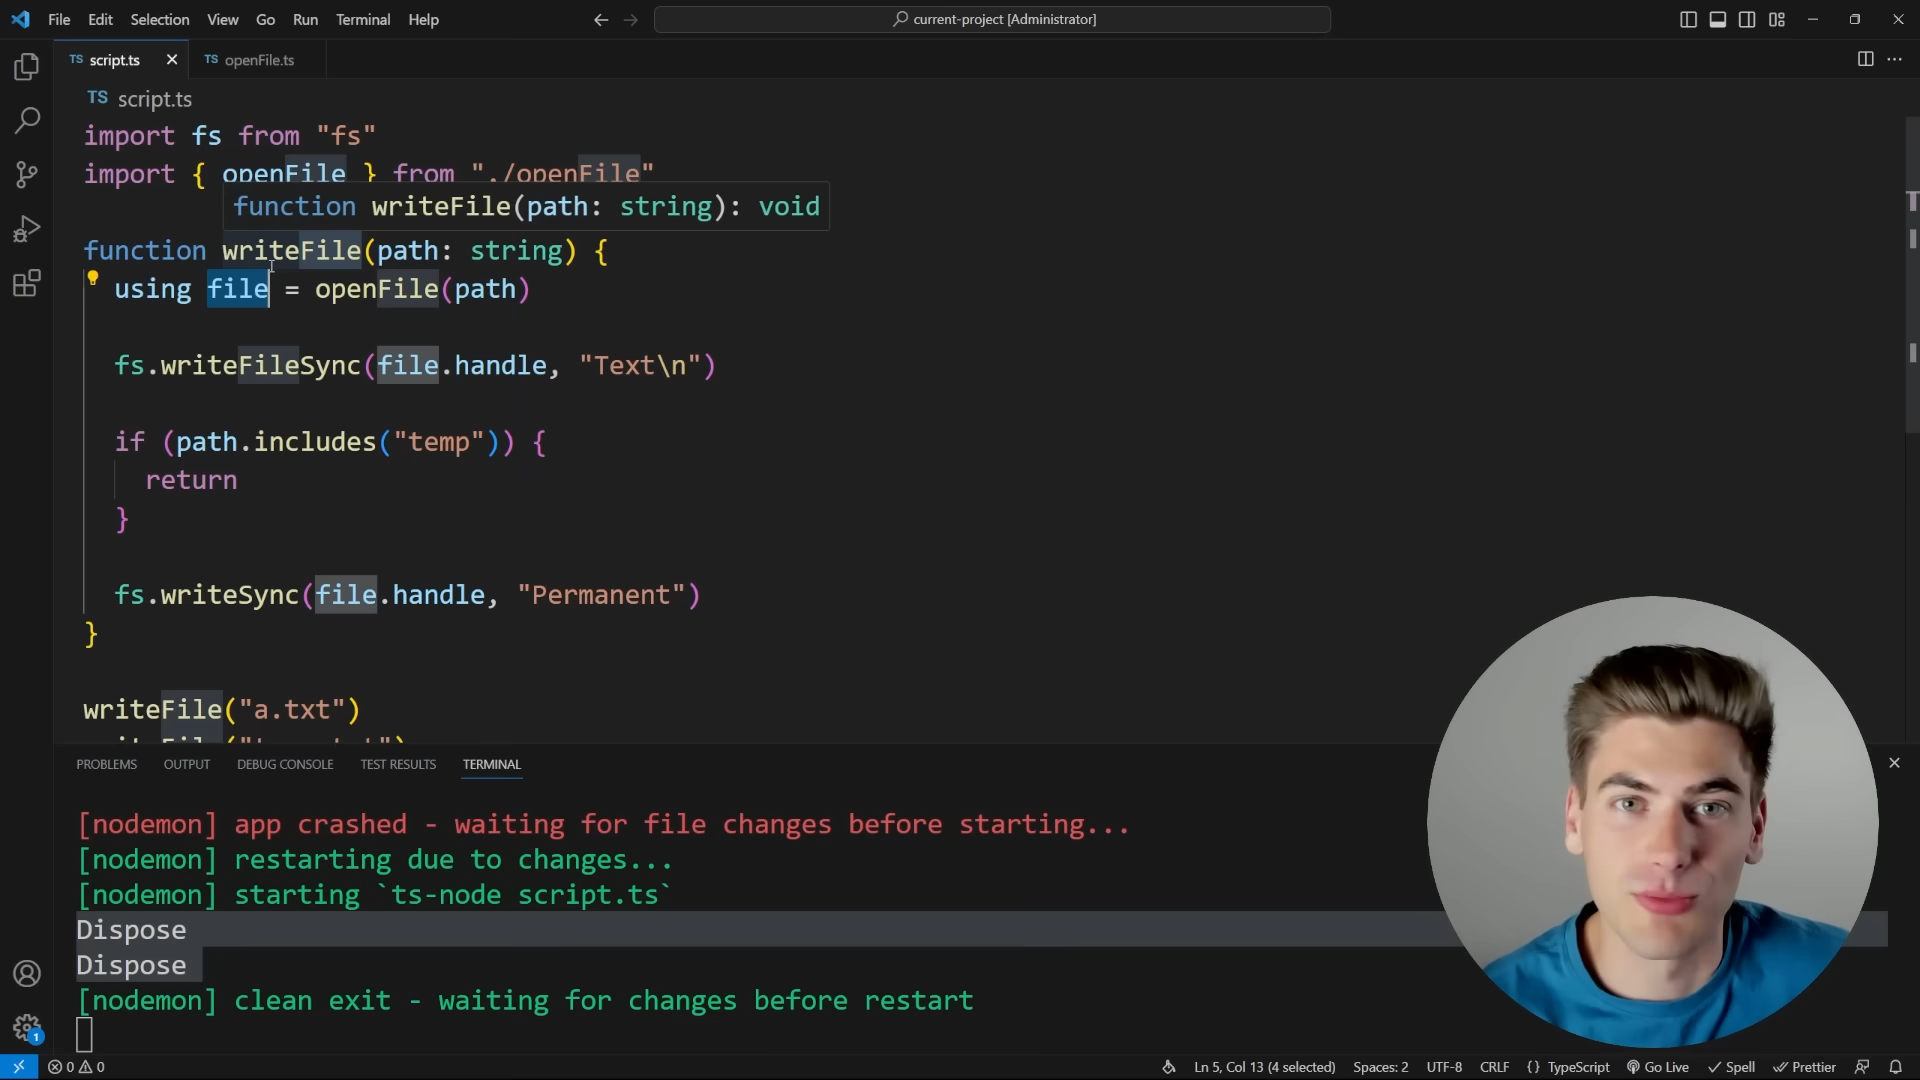 File Edit Selection View Go Run Terminal Help
current-project [Administrator]
TS script.ts
TS openFile.ts
TS script.ts
import fs from "fs"
import { openFile } from "./openFile"
function writeFile(path: string): void
function writeFile(path: string) {
using file = openFile(path)
fs.writeFileSync(file.handle, "Text\n")
if (path.includes("temp")) {
return
}
fs.writeSync(file.handle, "Permanent")
}
writeFile("a.txt")
PROBLEMS OUTPUT DEBUG CONSOLE TEST RESULTS TERMINAL
[nodemon] app crashed - waiting for file changes before starting...
[nodemon] restarting due to changes...
[nodemon] starting `ts-node script.ts`
Dispose
Dispose
[nodemon] clean exit - waiting for changes before restart
1
0 0 Ln 5, Col 13 (4 selected) Spaces: 2 UTF-8 CRLF {} TypeScript Go Live Spell Prettier